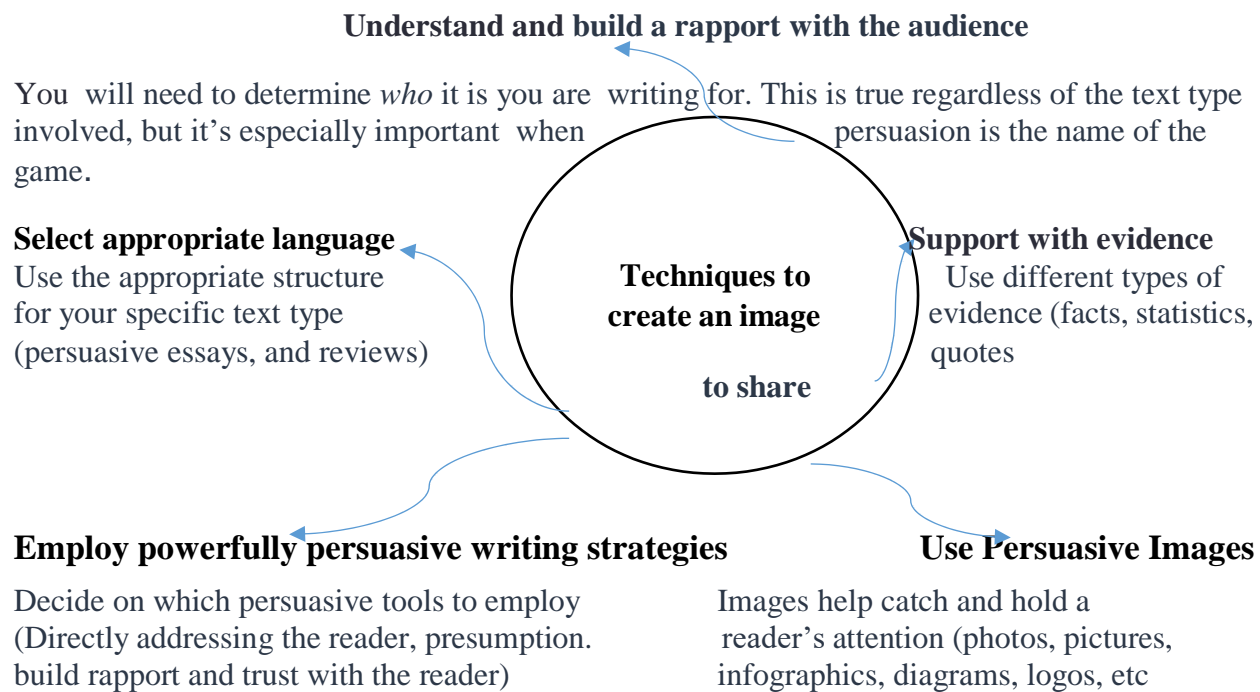 Understand and build a rapport with the audience
You will need to determine who it is you are writing for. This is true regardless of the text type
involved, but it's especially important when persuasion is the name of the
game.
Select appropriate language
Use the appropriate structure
for your specific text type
(persuasive essays, and reviews)
Techniques to
create an image
to share
Support with evidence
Use different types of
evidence (facts, statistics,
quotes
Employ powerfully persuasive writing strategies
Decide on which persuasive tools to employ
(Directly addressing the reader, presumption.
build rapport and trust with the reader)
Use Persuasive Images
Images help catch and hold a
reader's attention (photos, pictures,
infographics, diagrams, logos, etc